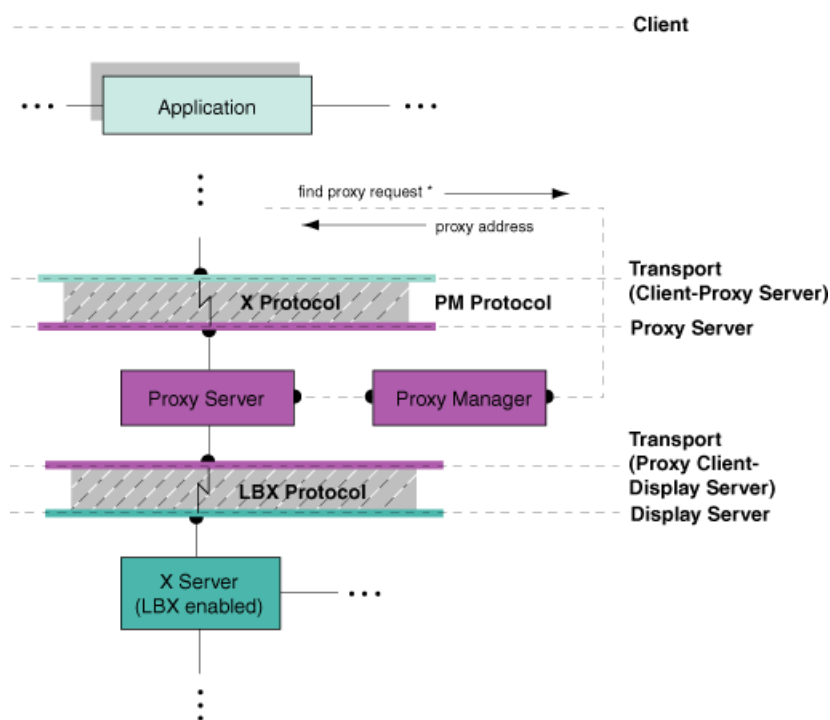 Client
Application
find proxy request *
proxy address
Transport
(Client-Proxy Server)
X Protocol
PM Protocol
Proxy Server
Proxy Server
Proxy Manager
Transport
(Proxy Client-
Display Server)
LBX Protocol
Display Server
X Server
(LBX enabled)